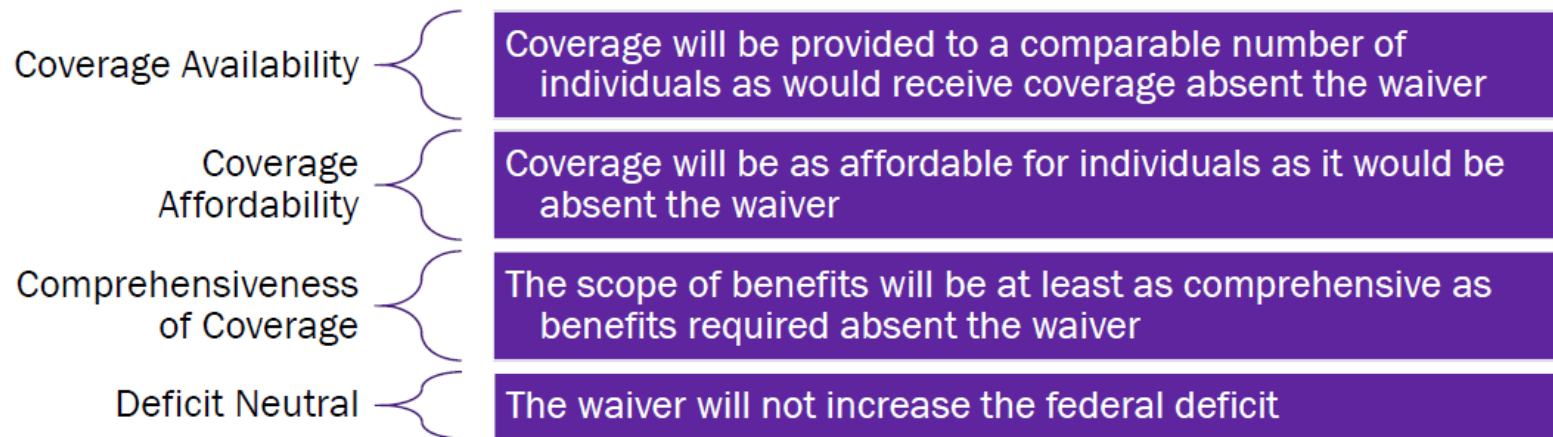 Coverage Availability
Coverage will be provided to a comparable number of
individuals as would receive coverage absent the waiver
Coverage
Affordability
Coverage will be as affordable for individuals as it would be
absent the waiver
Comprehensiveness
of Coverage
The scope of benefits will be at least as comprehensive as
benefits required absent the waiver
Deficit Neutral
The waiver will not increase the federal deficit